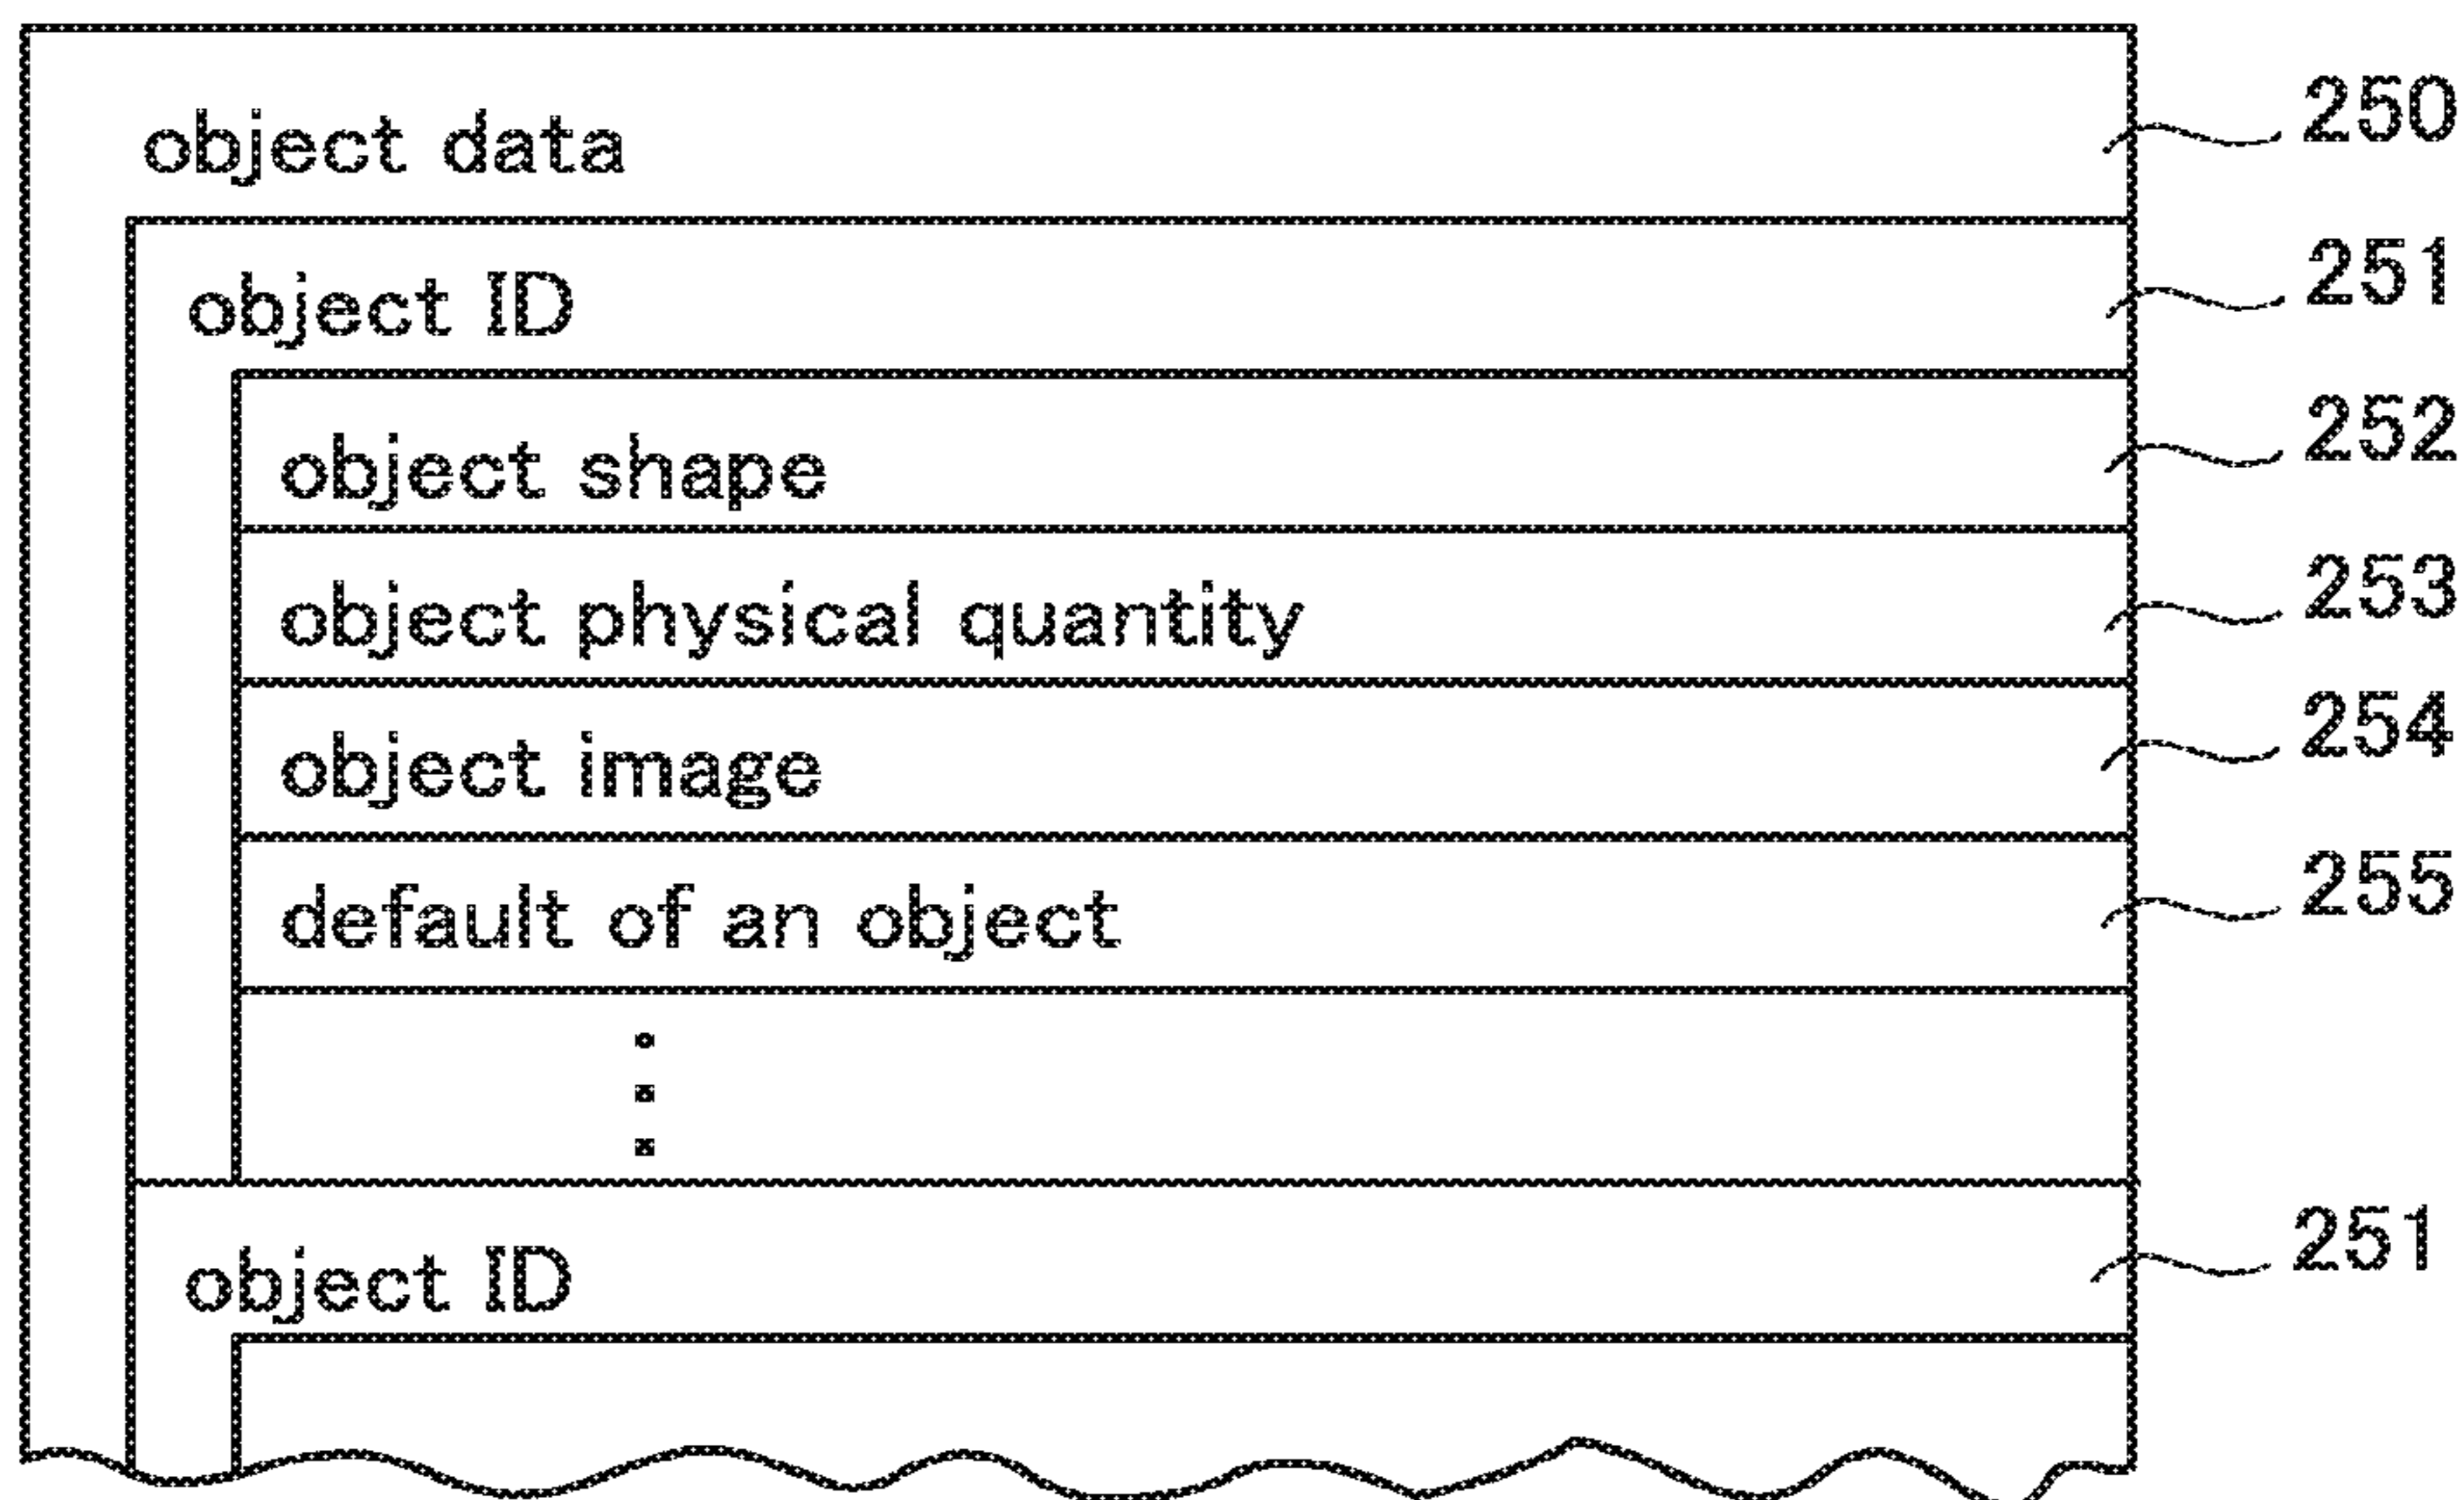 object data 250
object ID 251
object shape 252
object physical quantity 253
object image 254
default of an object 255
object ID 251